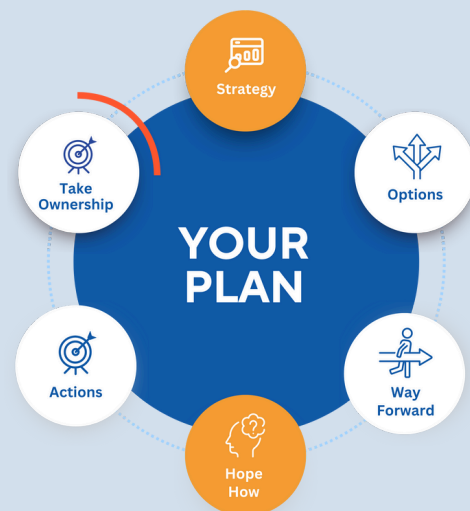 Strategy
Take
Ownership
Options
YOUR
PLAN
Actions
Way
Forward
Hope
How
?